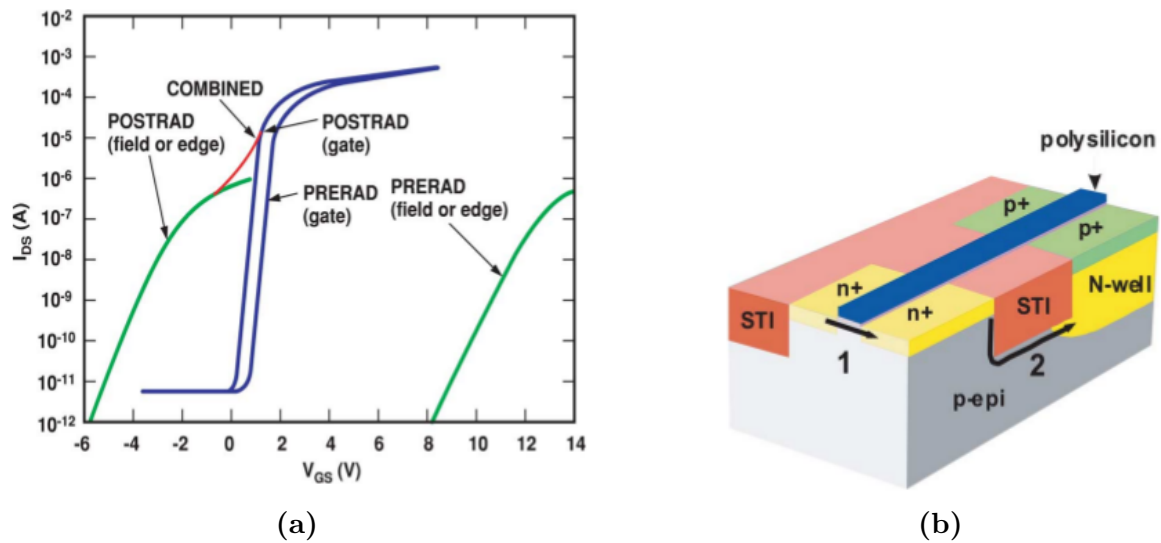 10-2
10-3
10-4
10-5
10-6
10-7
10-8
10-9
10-10
10-11
10-12
IDS (A)
COMBINED
POSTRAD
(field or edge)
POSTRAD
(gate)
PRERAD
(gate)
PRERAD
(field or edge)
-6 -4 -2 0 2 4 6 8 10 12 14
VGS (V)
(a)
polysilicon
p+
p+
n+
n+
N-well
STI
STI
1
2
p-epi
(b)